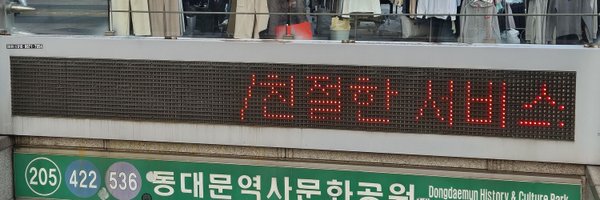 /친절한 서비스
205 422 536 동대문역사문화공원 Dongdaemun History & Culture Park